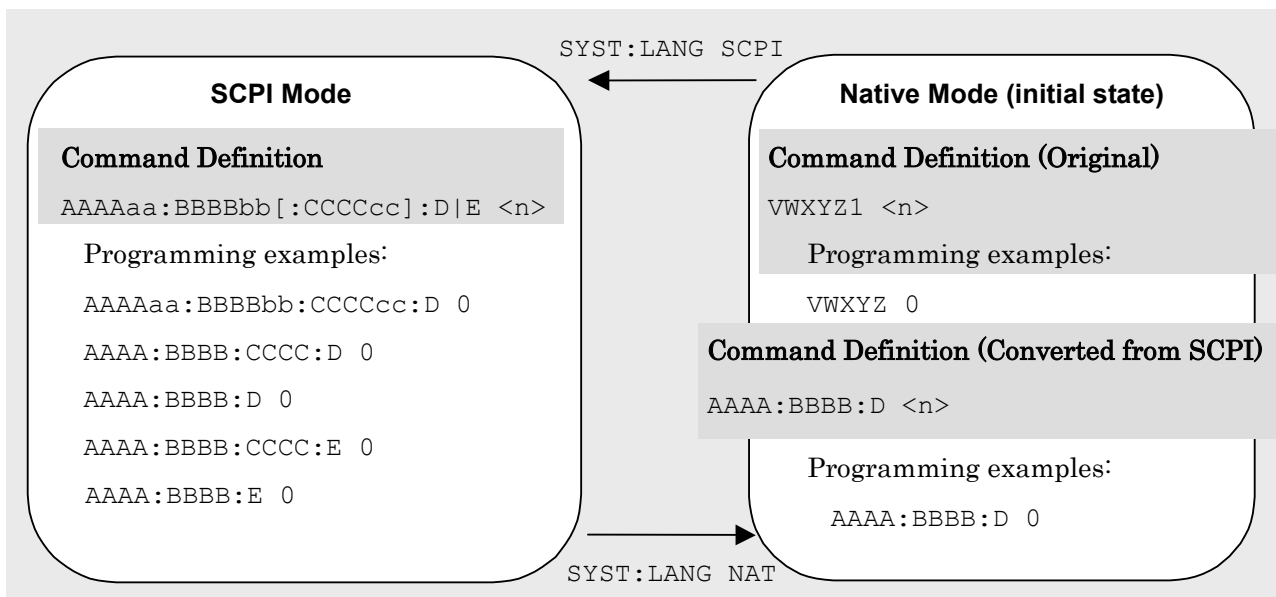 SYST:LANG SCPI
SCPI Mode
Command Definition
AAAAaa:BBBBbb[:CCCCcc]:D|E <n>
Programming examples:
AAAAaa:BBBBbb:CCCCcc:D 0
AAAA:BBBB:CCCC:D 0
AAAA:BBBB:D 0
AAAA:BBBB:CCCC:E 0
AAAA:BBBB:E 0
Native Mode (initial state)
Command Definition (Original)
VWXYZ1 <n>
Programming examples:
VWXYZ 0
Command Definition (Converted from SCPI)
AAAA:BBBB:D <n>
Programming examples:
AAAA:BBBB:D 0
SYST:LANG NAT